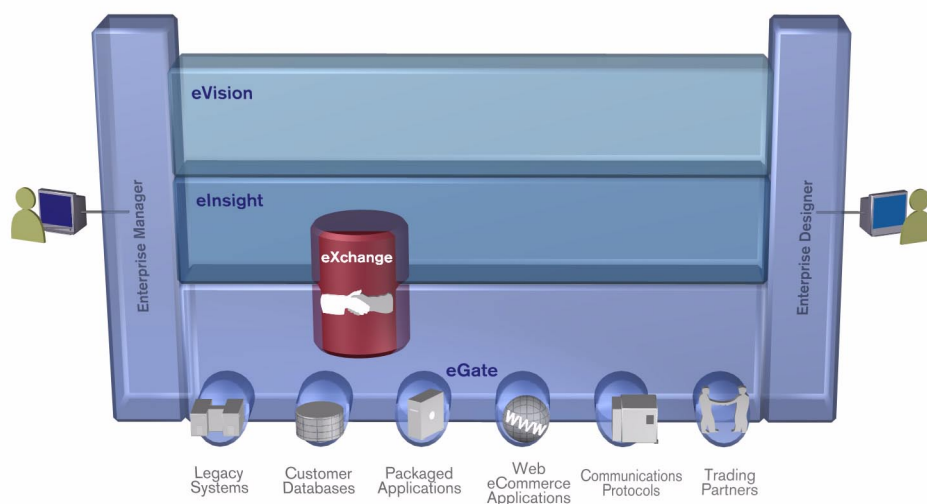 eVision
eInsight
eXchange
eGate
Enterprise Manager
Enterprise Designer
Legacy
Systems
Customer
Databases
Packaged
Applications
WWW
Web
eCommerce
Applications
Communications
Protocols
Trading
Partners